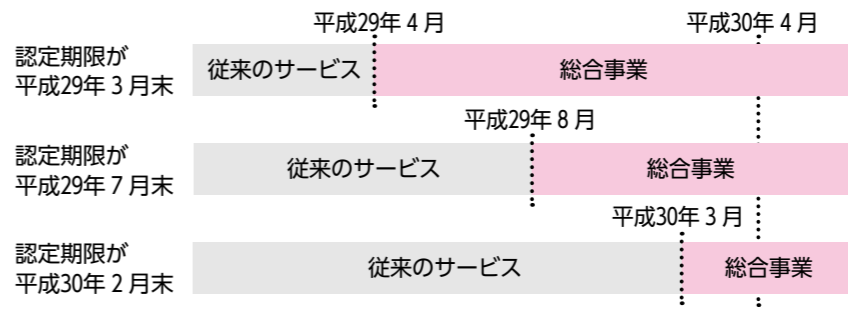 平成29年4月 平成30年4月
認定期限が
平成29年3月末
従来のサービス 総合事業
平成29年8月
認定期限が
平成29年7月末
従来のサービス 総合事業
平成30年3月
認定期限が
平成30年2月末
従来のサービス 総合事業